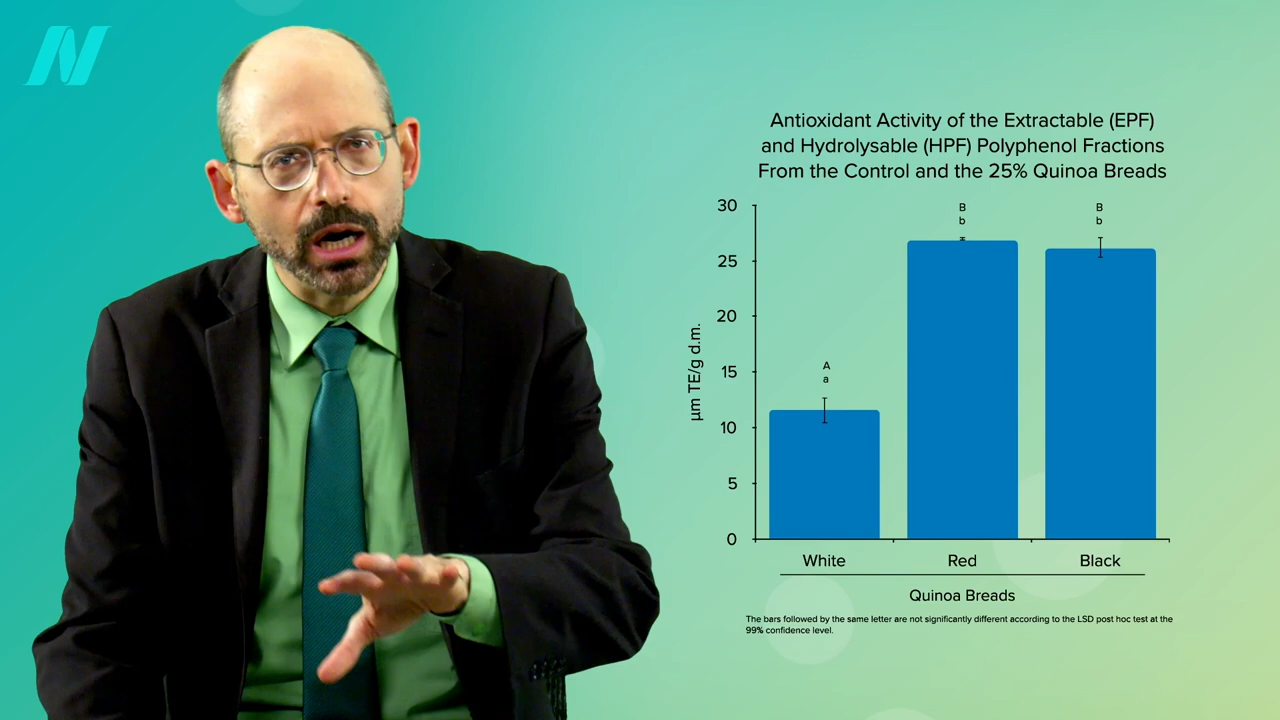 N
Antioxidant Activity of the Extractable (EPF)
and Hydrolysable (HPF) Polyphenol Fractions
From the Control and the 25% Quinoa Breads
30
25
20
15
10
5
0
µm TE/g d.m.
A
a
B
b
B
b
White
Red
Black
Quinoa Breads
The bars followed by the same letter are not significantly different according to the LSD post hoc test at the
99% confidence level.